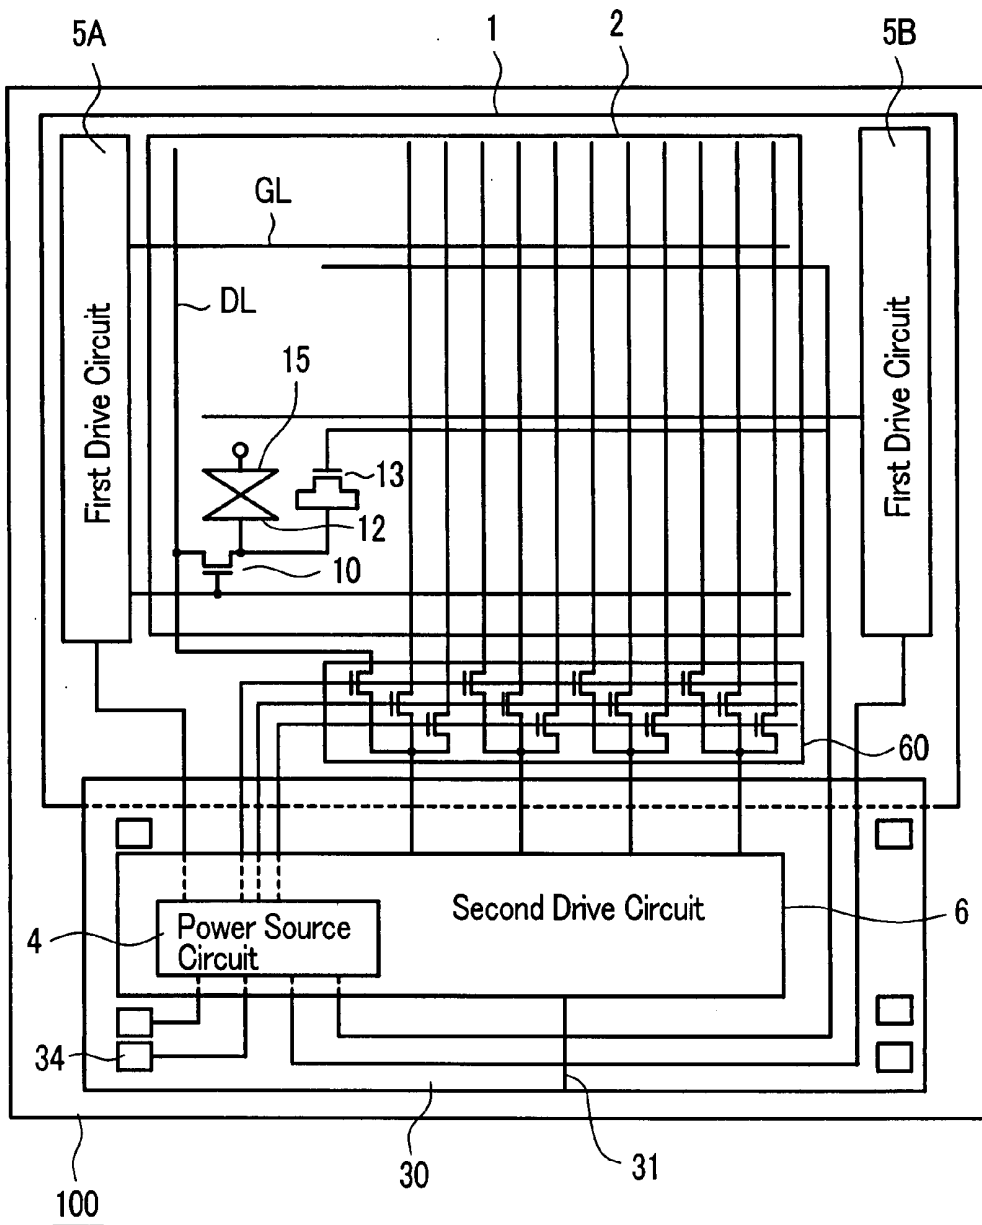 5A
1
2
5B
GL
DL
First Drive Circuit
First Drive Circuit
15
13
12
10
60
Second Drive Circuit
6
4
Power Source
Circuit
34
30
31
100